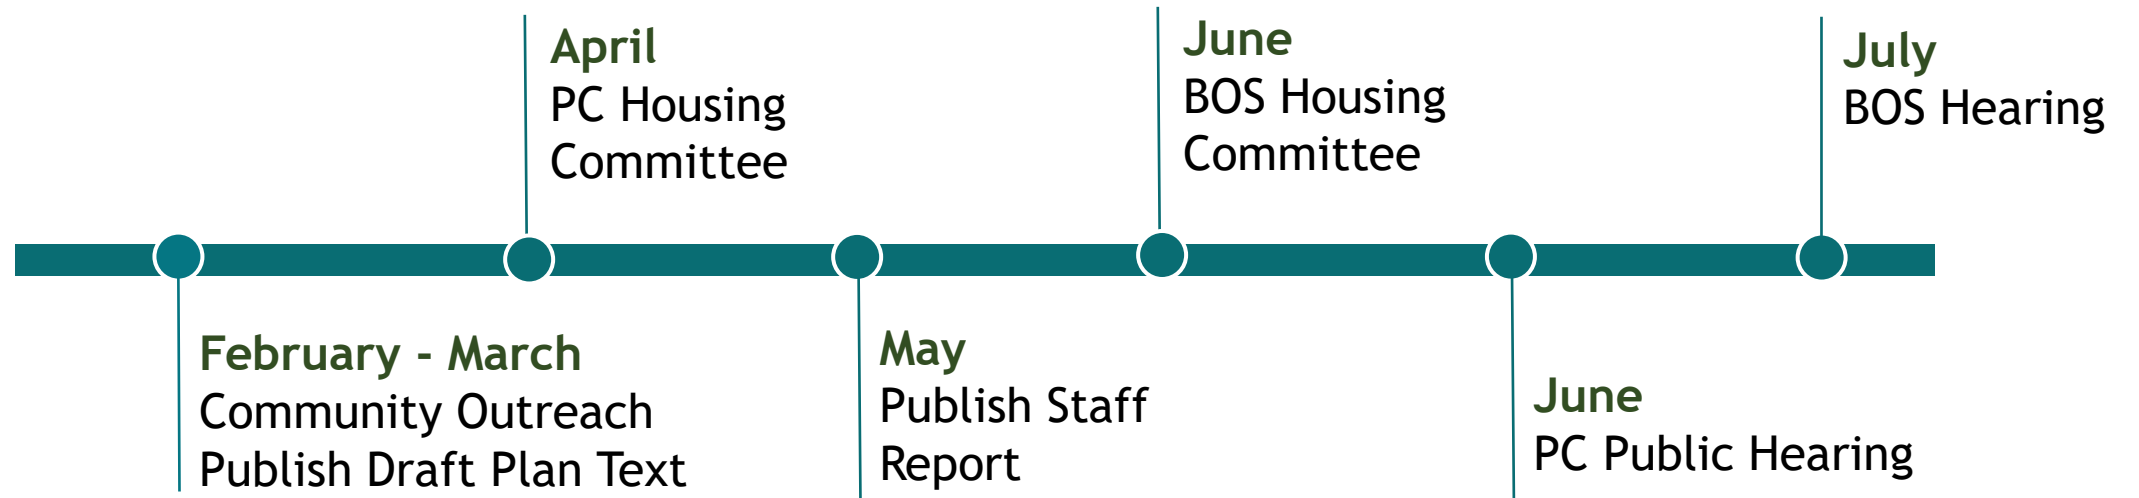 February - March
Community Outreach
Publish Draft Plan Text
April
PC Housing
Committee
May
Publish Staff
Report
June
BOS Housing
Committee
June
PC Public Hearing
July
BOS Hearing